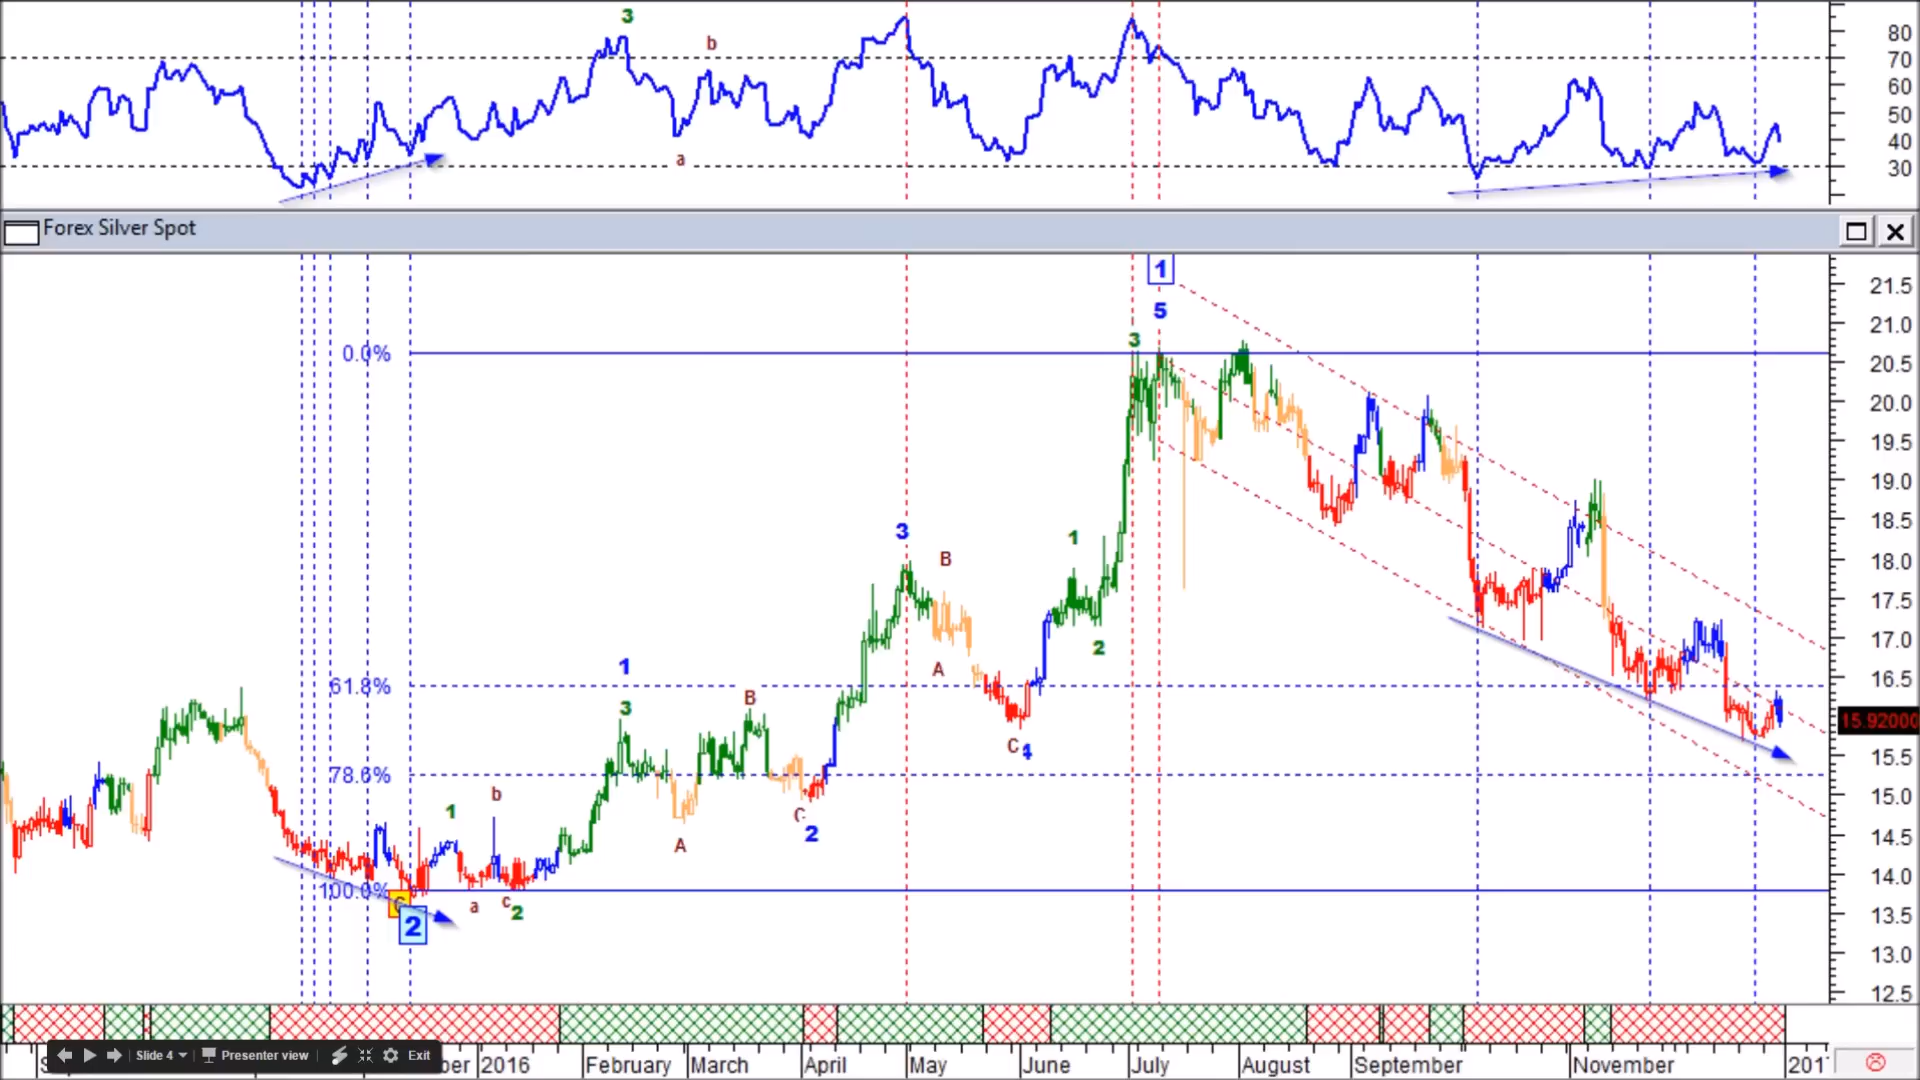 3
b
a
80
70
60
50
40
30
Forex Silver Spot
1
5
3
0.0%
21.5
21.0
20.5
20.0
19.5
19.0
18.5
18.0
17.5
17.0
16.5
15.92000
15.5
15.0
14.5
14.0
13.5
13.0
12.5
3
B
1
A
2
C 4
1
3
61.8%
B
78.6%
A
C
2
1
b
100.0%
C
2
a
c
2
Slide 4
Presenter view
Exit
2016
February
March
April
May
June
July
August
September
November